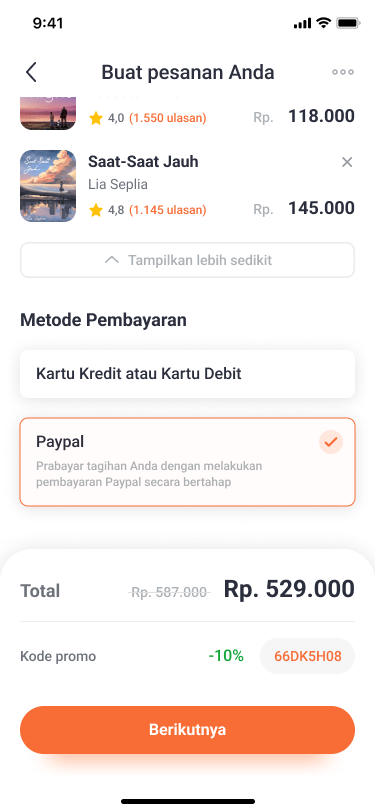 9:41
Buat pesanan Anda
4,0 (1.550 ulasan) Rp. 118.000
Saat-Saat Jauh
Lia Seplia
4,8 (1.145 ulasan) Rp. 145.000
Tampilkan lebih sedikit
Metode Pembayaran
Kartu Kredit atau Kartu Debit
Paypal
Prabayar tagihan Anda dengan melakukan
pembayaran Paypal secara bertahap
Total Rp. 587.000 Rp. 529.000
Kode promo -10% 66DK5H08
Berikutnya